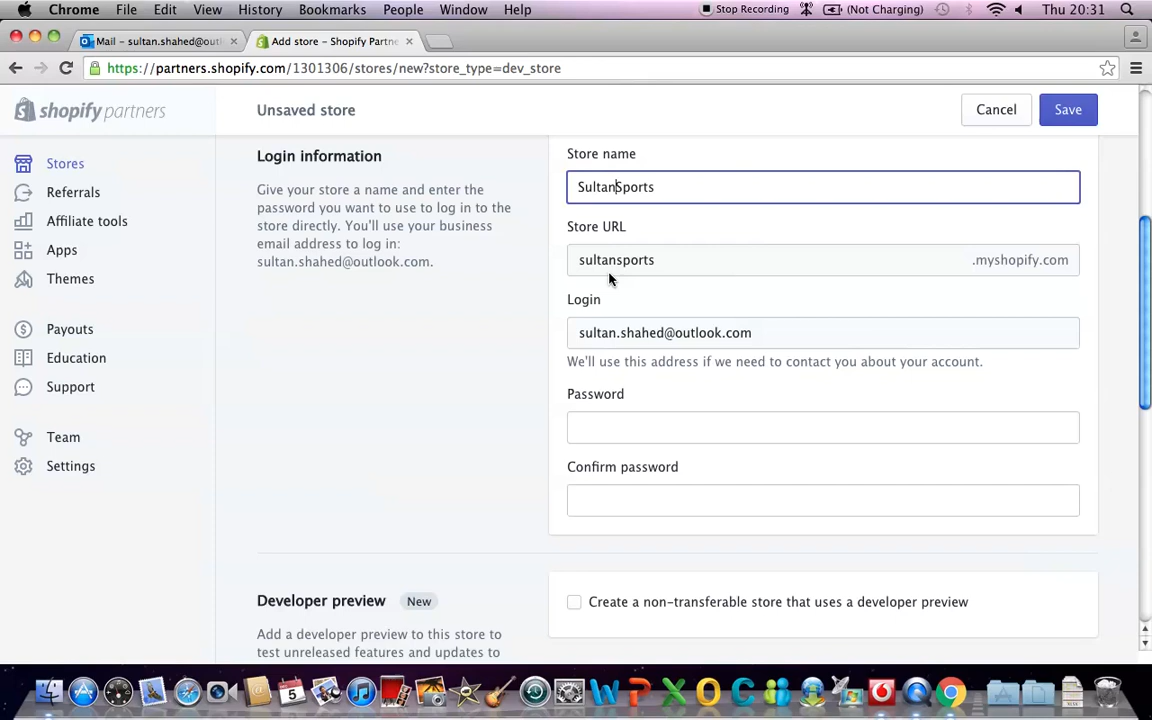 Chrome File Edit View History Bookmarks People Window Help Stop Recording (Not Charging) Thu 20:31
Mail – sultan.shahed@outl Add store – Shopify Partne
https://partners.shopify.com/1301306/stores/new?store_type=dev_store
shopify partners
Unsaved store
Cancel
Save
Stores
Referrals
Affiliate tools
Apps
Themes
Payouts
Education
Support
Team
Settings
Login information
Give your store a name and enter the
password you want to use to log in to the
store directly. You'll use your business
email address to log in:
sultan.shahed@outlook.com.
Store name
SultanSports
Store URL
sultansports .myshopify.com
Login
sultan.shahed@outlook.com
We'll use this address if we need to contact you about your account.
Password
Confirm password
Developer preview New
Add a developer preview to this store to
test unreleased features and updates to
Create a non-transferable store that uses a developer preview